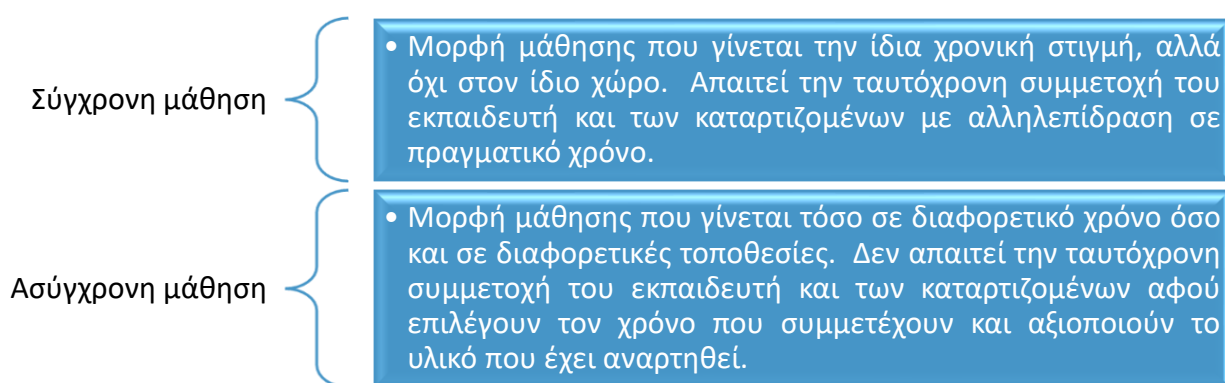 Σύγχρονη μάθηση
• Μορφή μάθησης που γίνεται την ίδια χρονική στιγμή, αλλά
όχι στον ίδιο χώρο. Απαιτεί την ταυτόχρονη συμμετοχή του
εκπαιδευτή και των καταρτιζομένων με αλληλεπίδραση σε
πραγματικό χρόνο.
Ασύγχρονη μάθηση
• Μορφή μάθησης που γίνεται τόσο σε διαφορετικό χρόνο όσο
και σε διαφορετικές τοποθεσίες. Δεν απαιτεί την ταυτόχρονη
συμμετοχή του εκπαιδευτή και των καταρτιζομένων αφού
επιλέγουν τον χρόνο που συμμετέχουν και αξιοποιούν το
υλικό που έχει αναρτηθεί.